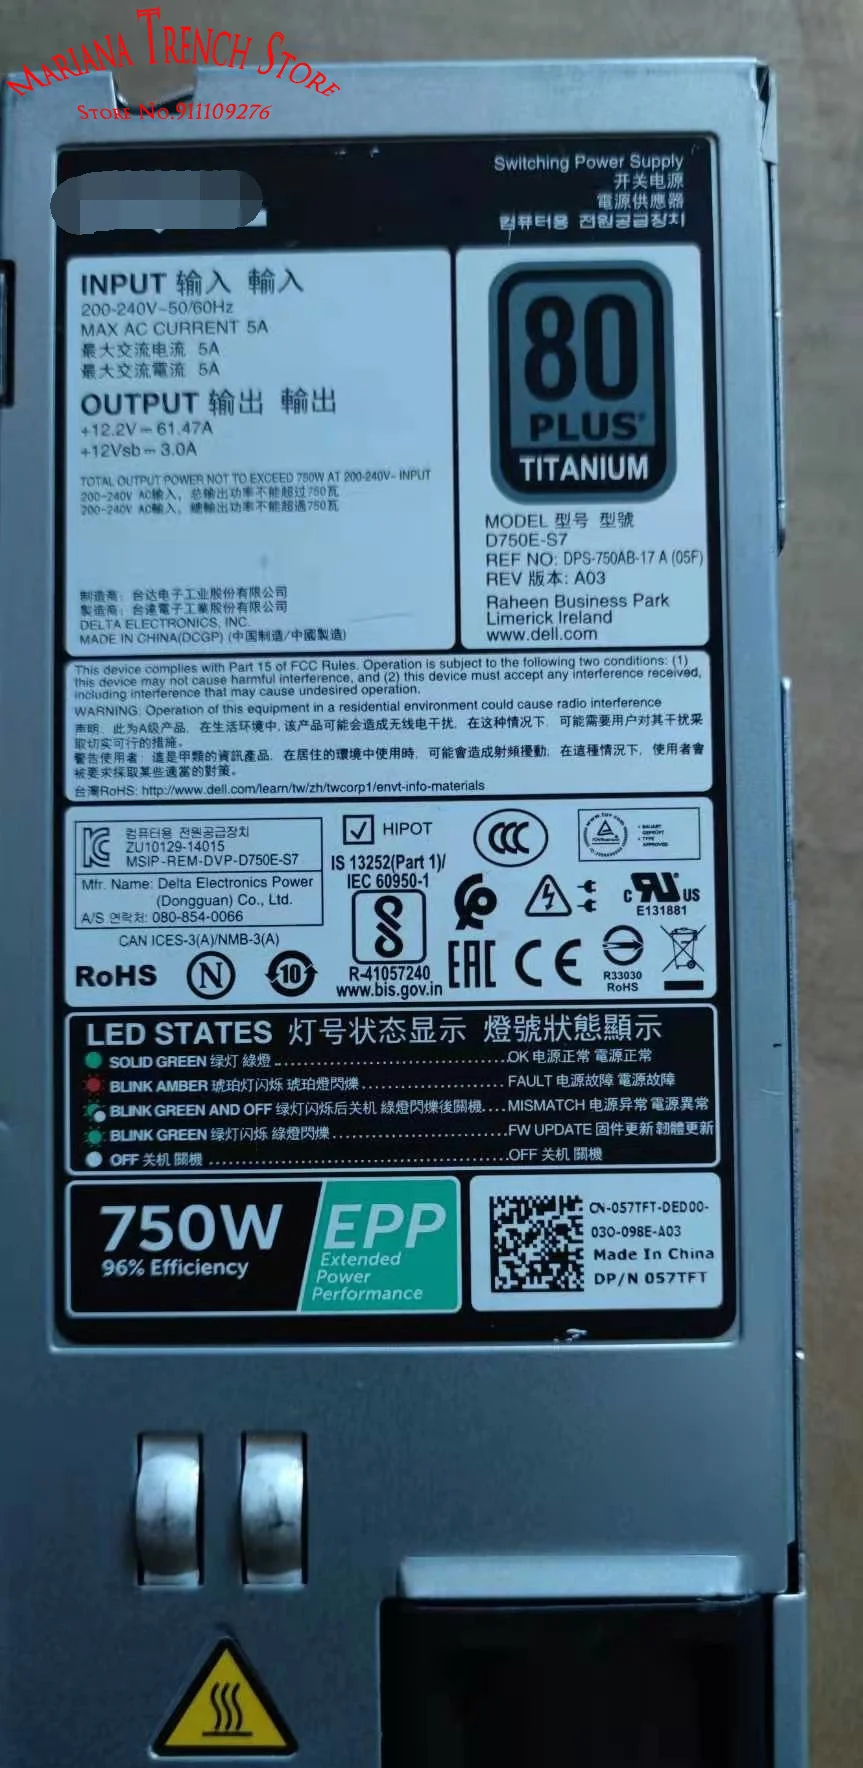 MARIANA TRENCH STORE
STORE NO.911109276
Switching Power Supply
开关电源
電源供應器
컴퓨터용 전원공급장치
INPUT 输入 輸入
200-240V~50/60Hz
MAX AC CURRENT 5A
最大交流电流 5A
最大交流電流 5A
OUTPUT 输出 輸出
+12.2V⎓61.47A
+12Vsb⎓3.0A
TOTAL OUTPUT POWER NOT TO EXCEED 750W AT 200-240V~ INPUT
200-240V AC输入，总输出功率不能超过750瓦
200-240V AC輸入，總輸出功率不能超過750瓦
制造商：台达电子工业股份有限公司
製造商：台達電子工業股份有限公司
DELTA ELECTRONICS, INC.
MADE IN CHINA(DCGP) (中国制造/中國製造)
80
PLUS®
TITANIUM
MODEL 型号 型號
D750E-S7
REF NO: DPS-750AB-17 A (05F)
REV 版本: A03
Raheen Business Park
Limerick Ireland
www.dell.com
This device complies with Part 15 of FCC Rules. Operation is subject to the following two conditions: (1)
this device may not cause harmful interference, and (2) this device must accept any interference received,
including interference that may cause undesired operation.
WARNING: Operation of this equipment in a residential environment could cause radio interference
声明，此为A级产品，在生活环境中，该产品可能会造成无线电干扰，在这种情况下，可能需要用户对其干扰采
取切实可行的措施。
警告使用者：這是甲類的資訊產品，在居住的環境中使用時，可能會造成射頻擾動，在這種情況下，使用者會
被要求採取某些適當的對策。
台灣RoHS: http://www.dell.com/learn/tw/zh/twcorp1/envt-info-materials
컴퓨터용 전원공급장치
ZU10129-14015
MSIP-REM-DVP-D750E-S7
Mfr. Name: Delta Electronics Power
(Dongguan) Co., Ltd.
A/S 연락처: 080-854-0066
CAN ICES-3(A)/NMB-3(A)
RoHS
N
10
HIPOT
IS 13252(Part 1)/
IEC 60950-1
R-41057240
www.bis.gov.in
CCC
EAC
CE
c RU US
E131881
R33030
RoHS
LED STATES 灯号状态显示 燈號狀態顯示
SOLID GREEN 绿灯 綠燈 ..............................OK 电源正常 電源正常
BLINK AMBER 琥珀灯闪烁 琥珀燈閃爍....................FAULT 电源故障 電源故障
BLINK GREEN AND OFF 绿灯闪烁后关机 綠燈閃爍後關機....MISMATCH 电源异常 電源異常
BLINK GREEN 绿灯闪烁 綠燈閃爍.........................FW UPDATE 固件更新 韌體更新
OFF 关机 關機 .......................................OFF 关机 關機
750W
96% Efficiency
EPP
Extended
Power
Performance
CN-057TFT-DED00-
030-098E-A03
Made In China
DP/N 057TFT